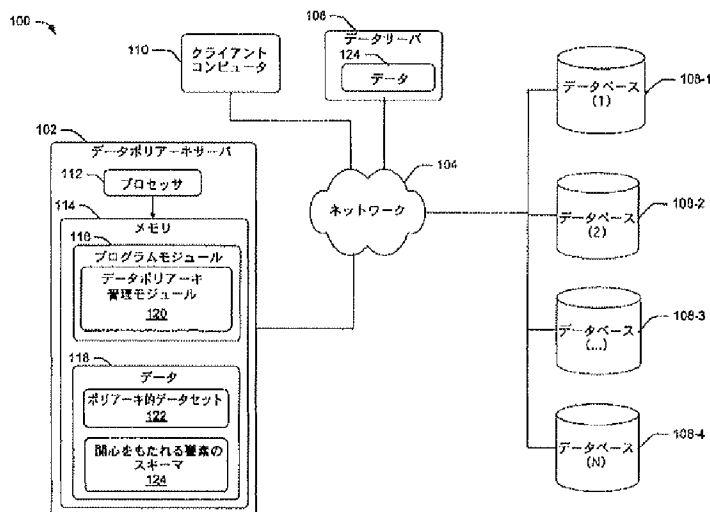 100
110
クライアント
コンピュータ
106
データサーバ
124
データ
102
データポリアーキサーバ
112
プロセッサ
114
メモリ
116
プログラムモジュール
データポリアーキ
管理モジュール
120
118
データ
ポリアーキ的データセット
122
関心をもたれる要素の
スキーマ
124
104
ネットワーク
データベース
(1)
108-1
データベース
(2)
108-2
データベース
(...)
108-3
データベース
(N)
108-4